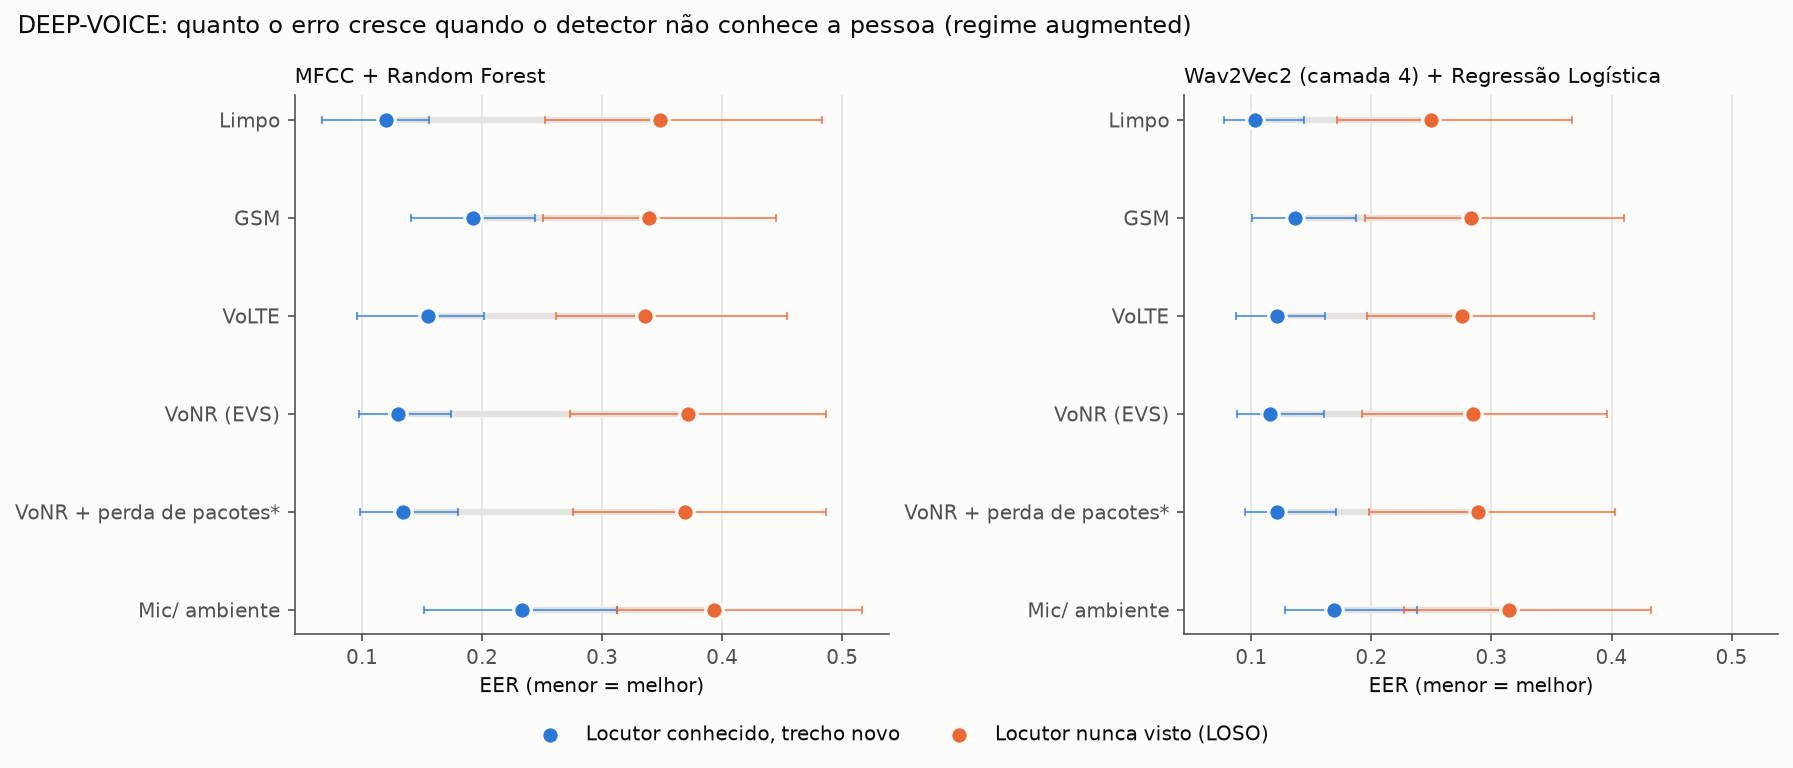 DEEP-VOICE: quanto o erro cresce quando o detector não conhece a pessoa (regime augmented)
MFCC + Random Forest
Limpo
GSM
VoLTE
VoNR (EVS)
VoNR + perda de pacotes*
Mic/ ambiente
0.1 0.2 0.3 0.4 0.5
EER (menor = melhor)
Wav2Vec2 (camada 4) + Regressão Logística
Limpo
GSM
VoLTE
VoNR (EVS)
VoNR + perda de pacotes*
Mic/ ambiente
0.1 0.2 0.3 0.4 0.5
EER (menor = melhor)
Locutor conhecido, trecho novo
Locutor nunca visto (LOSO)